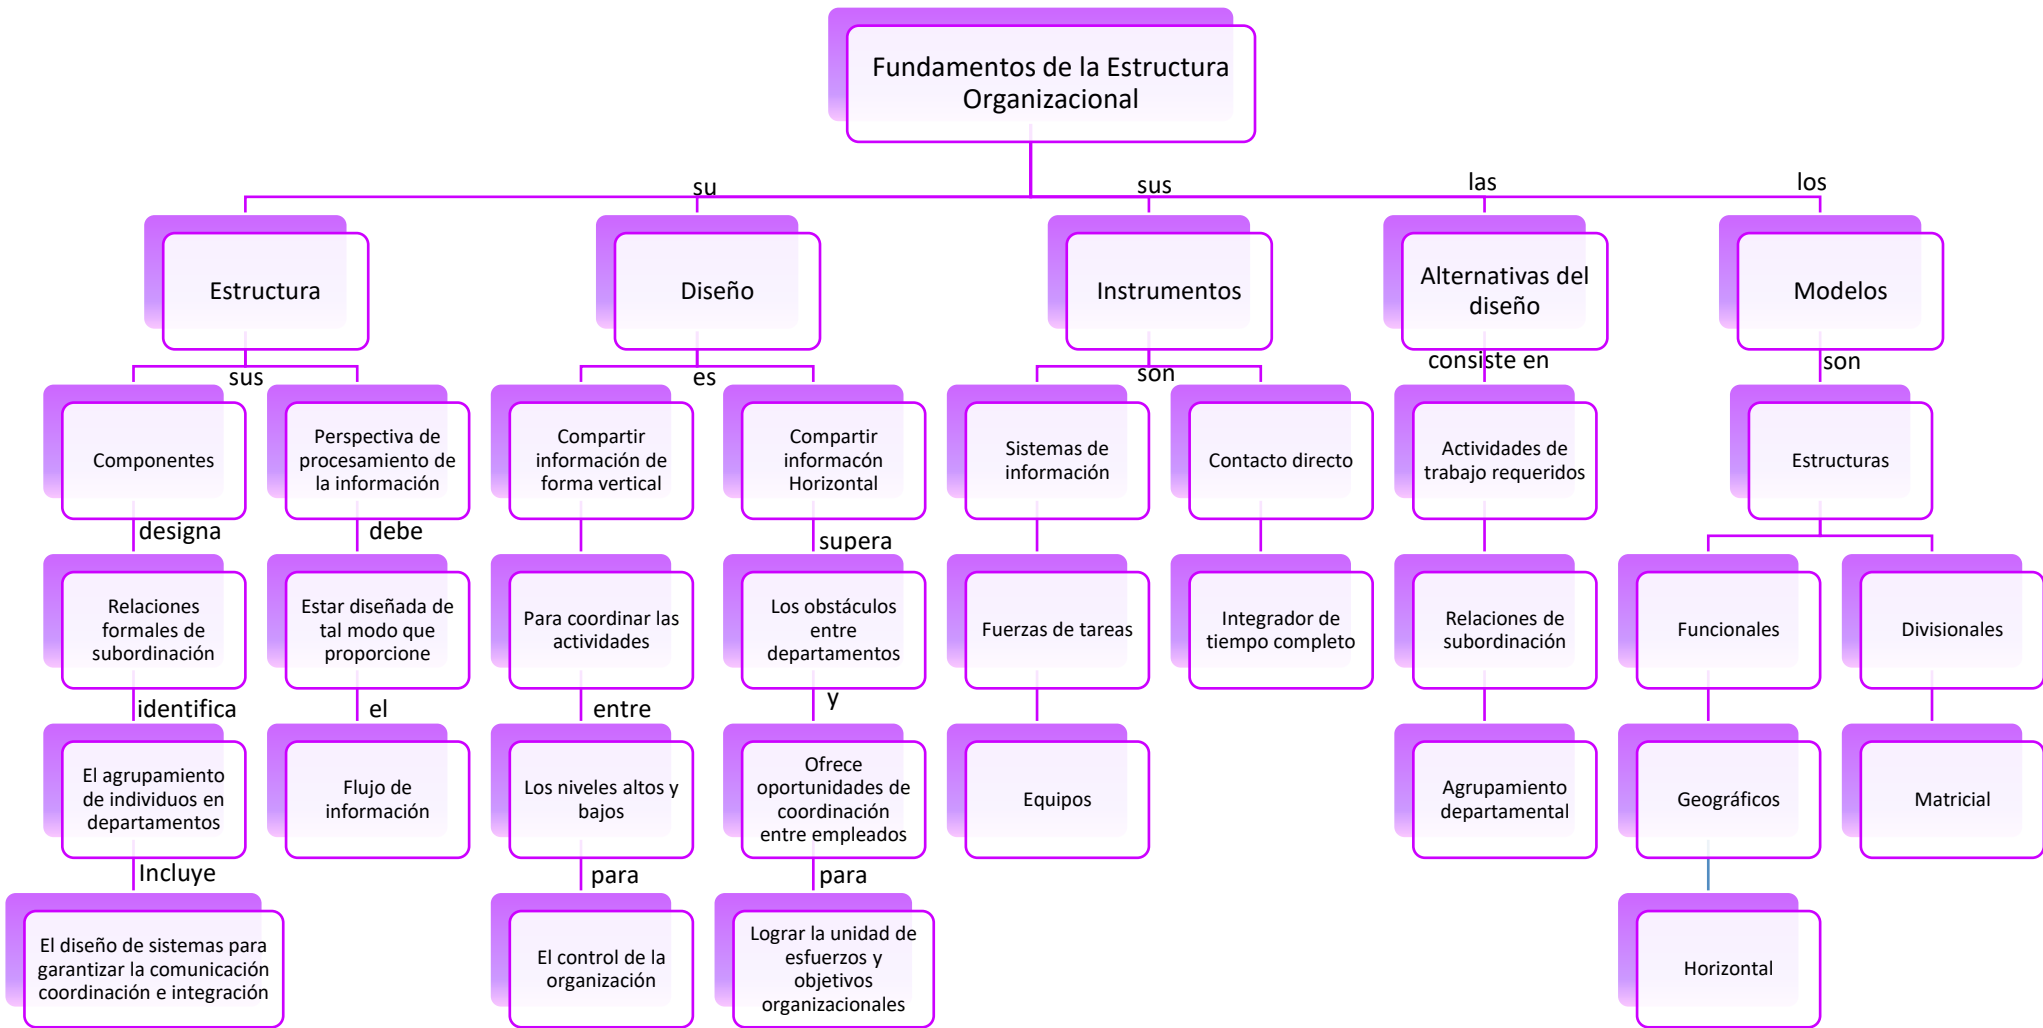 Fundamentos de la Estructura
Organizacional
su
sus
las
los
Estructura
Diseño
Instrumentos
Alternativas del
diseño
Modelos
sus
es
son
consiste en
son
Componentes
Perspectiva de
procesamiento de
la información
Compartir
información de
forma vertical
Compartir
informacón
Horizontal
Sistemas de
información
Contacto directo
Actividades de
trabajo requeridos
Estructuras
designa
debe
supera
Relaciones
formales de
subordinación
Estar diseñada de
tal modo que
proporcione
Para coordinar las
actividades
Los obstáculos
entre
departamentos
Fuerzas de tareas
Integrador de
tiempo completo
Relaciones de
subordinación
Funcionales
Divisionales
identifica
el
entre
y
El agrupamiento
de individuos en
departamentos
Flujo de
información
Los niveles altos y
bajos
Ofrece
oportunidades de
coordinación
entre empleados
Equipos
Agrupamiento
departamental
Geográficos
Matricial
Incluye
para
para
El diseño de sistemas para
garantizar la comunicación
coordinación e integración
El control de la
organización
Lograr la unidad de
esfuerzos y
objetivos
organizacionales
Horizontal